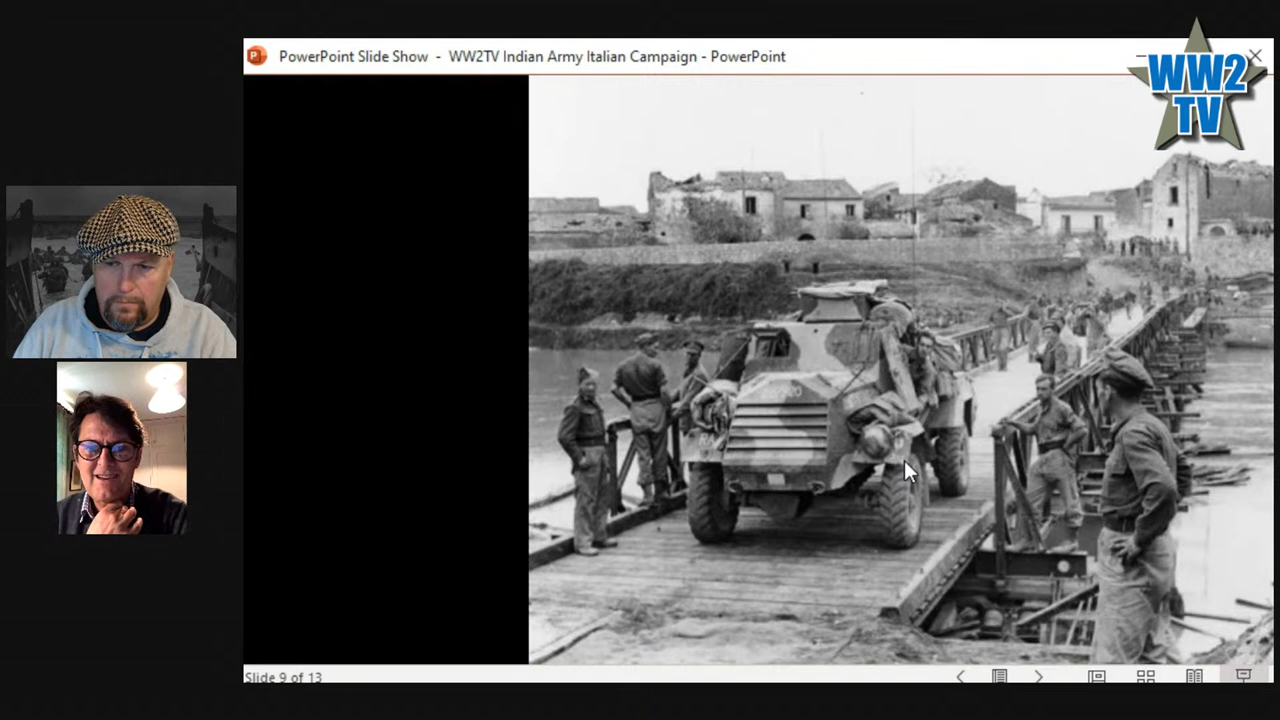 PowerPoint Slide Show - WW2TV Indian Army Italian Campaign - PowerPoint
WW2
TV
Slide 9 of 13